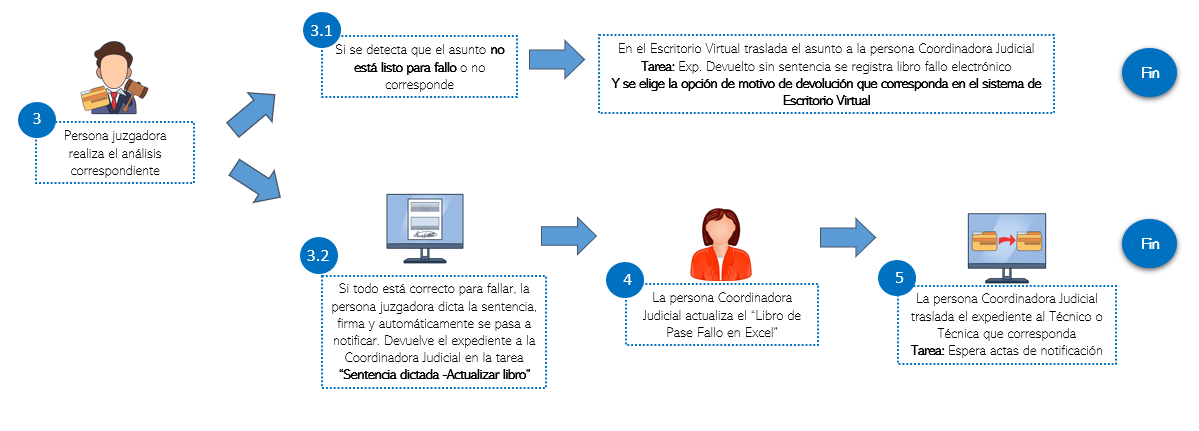 3
Persona juzgadora
realiza el análisis
correspondiente
3.1
Si se detecta que el asunto no
está listo para fallo o no
corresponde
En el Escritorio Virtual traslada el asunto a la persona Coordinadora Judicial
Tarea: Exp. Devuelto sin sentencia se registra libro fallo electrónico
Y se elige la opción de motivo de devolución que corresponda en el sistema de
Escritorio Virtual
Fin
3.2
Si todo está correcto para fallar, la
persona juzgadora dicta la sentencia,
firma y automáticamente se pasa a
notificar. Devuelve el expediente a la
Coordinadora Judicial en la tarea
“Sentencia dictada -Actualizar libro”
4
La persona Coordinadora
Judicial actualiza el “Libro de
Pase Fallo en Excel”
5
La persona Coordinadora Judicial
traslada el expediente al Técnico o
Técnica que corresponda
Tarea: Espera actas de notificación
Fin